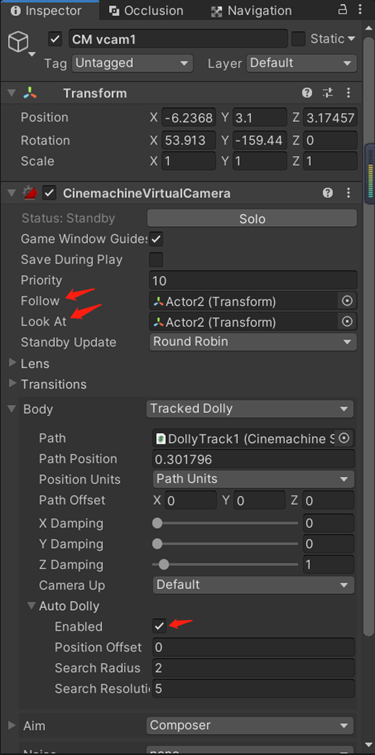 Inspector Occlusion Navigation
CM vcam1 Static
Tag Untagged Layer Default
Transform
Position X -6.2368 Y 3.1 Z 3.17457
Rotation X 53.913 Y -159.44 Z 0
Scale X 1 Y 1 Z 1
CinemachineVirtualCamera
Status: Standby Solo
Game Window Guides
Save During Play
Priority 10
Follow Actor2 (Transform)
Look At Actor2 (Transform)
Standby Update Round Robin
Lens
Transitions
Body Tracked Dolly
Path DollyTrack1 (Cinemachine S
Path Position 0.301796
Position Units Path Units
Path Offset X 0 Y 0 Z 0
X Damping 0
Y Damping 0
Z Damping 1
Camera Up Default
Auto Dolly
Enabled
Position Offset 0
Search Radius 2
Search Resoluti 5
Aim Composer
Noise none